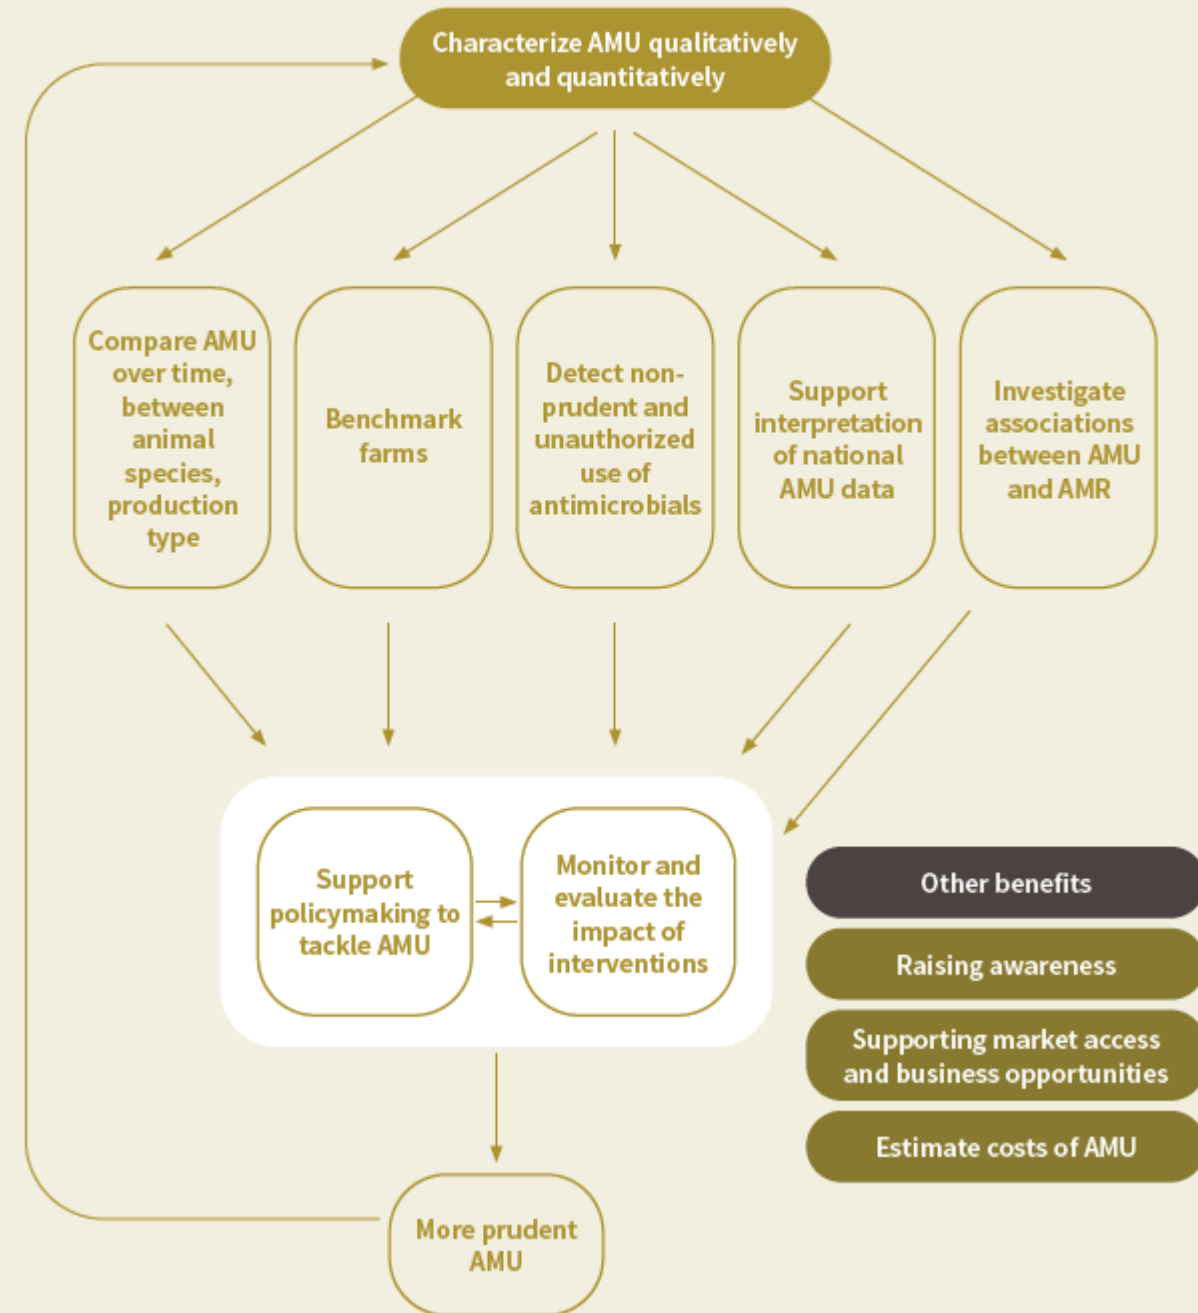 Characterize AMU qualitatively
and quantitatively
Compare AMU
over time,
between
animal
species,
production
type
Benchmark
farms
Detect non-
prudent and
unauthorized
use of
antimicrobials
Support
interpretation
of national
AMU data
Investigate
associations
between AMU
and AMR
Support
policymaking to
tackle AMU
Monitor and
evaluate the
impact of
interventions
Other benefits
Raising awareness
Supporting market access
and business opportunities
Estimate costs of AMU
More prudent
AMU